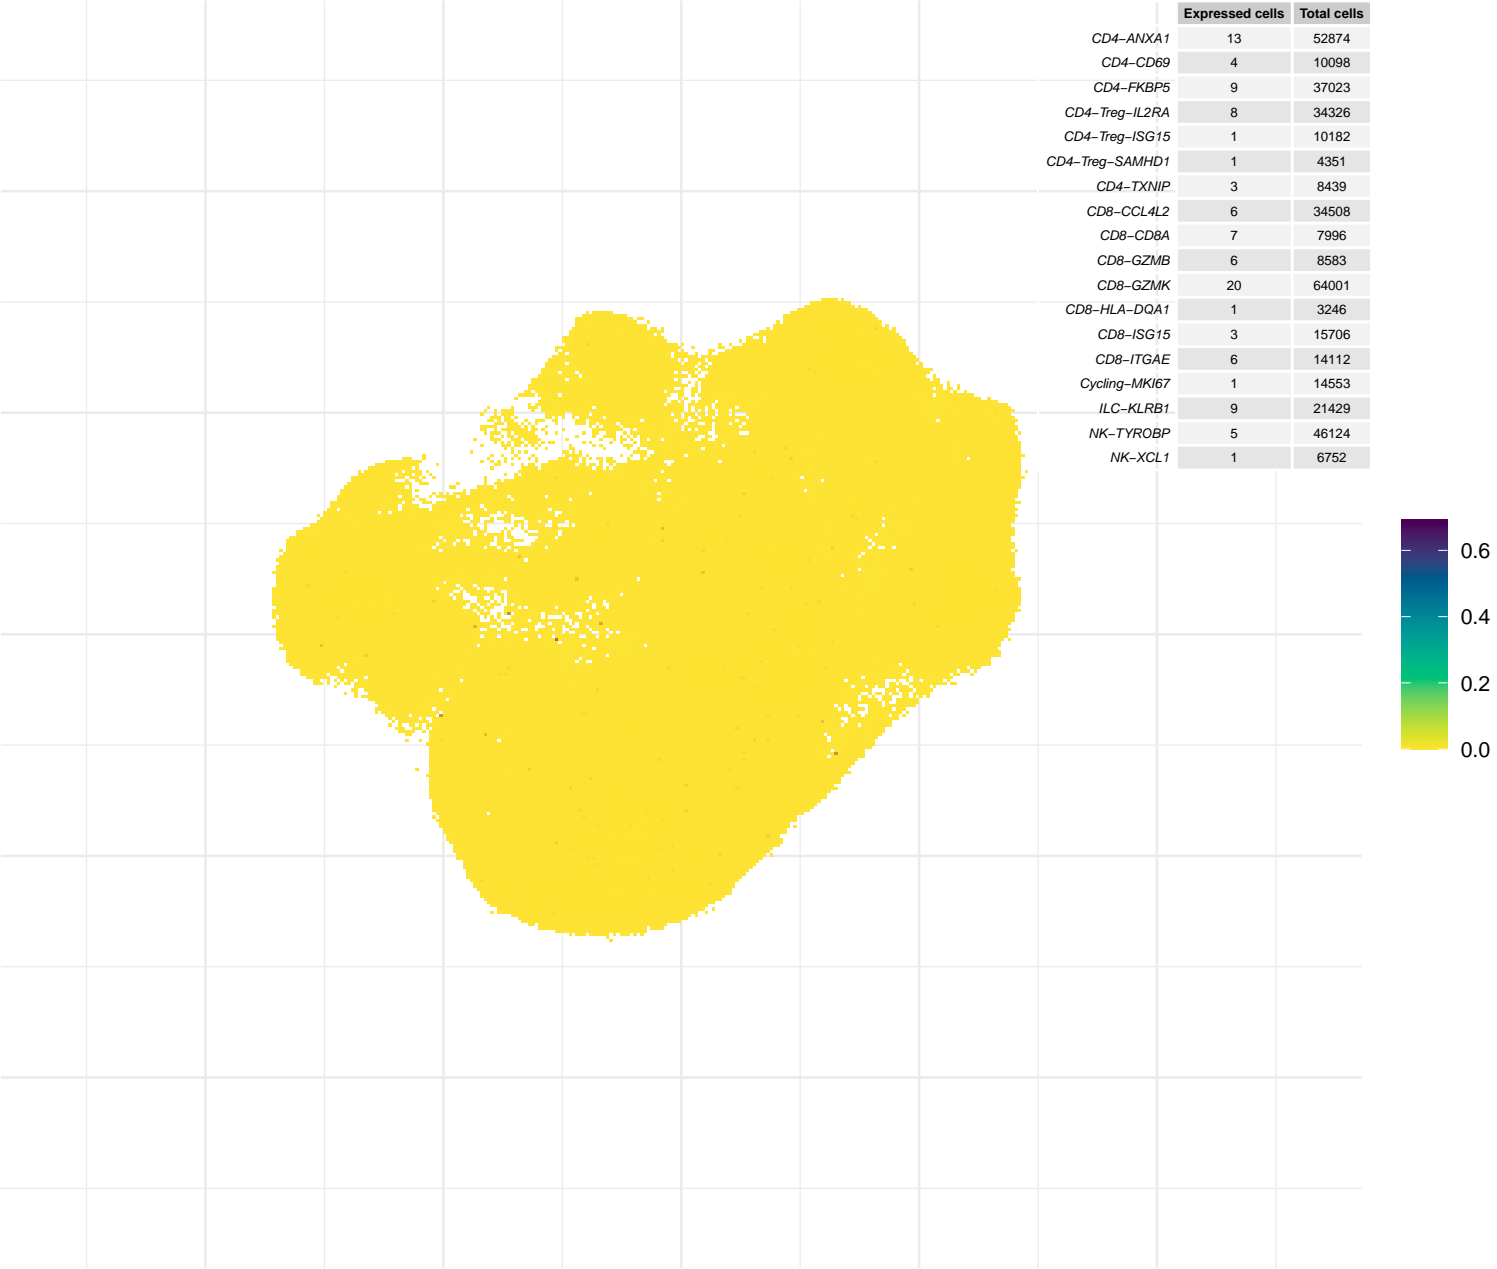 Expressed cells Total cells
CD4−ANXA1 13 52874
CD4−CD69 4 10098
CD4−FKBP5 9 37023
CD4−Treg−IL2RA 8 34326
CD4−Treg−ISG15 1 10182
CD4−Treg−SAMHD1 1 4351
CD4−TXNIP 3 8439
CD8−CCL4L2 6 34508
CD8−CD8A 7 7996
CD8−GZMB 6 8583
CD8−GZMK 20 64001
CD8−HLA−DQA1 1 3246
CD8−ISG15 3 15706
CD8−ITGAE 6 14112
Cycling−MKI67 1 14553
ILC−KLRB1 9 21429
NK−TYROBP 5 46124
NK−XCL1 1 6752
0.6
0.4
0.2
0.0